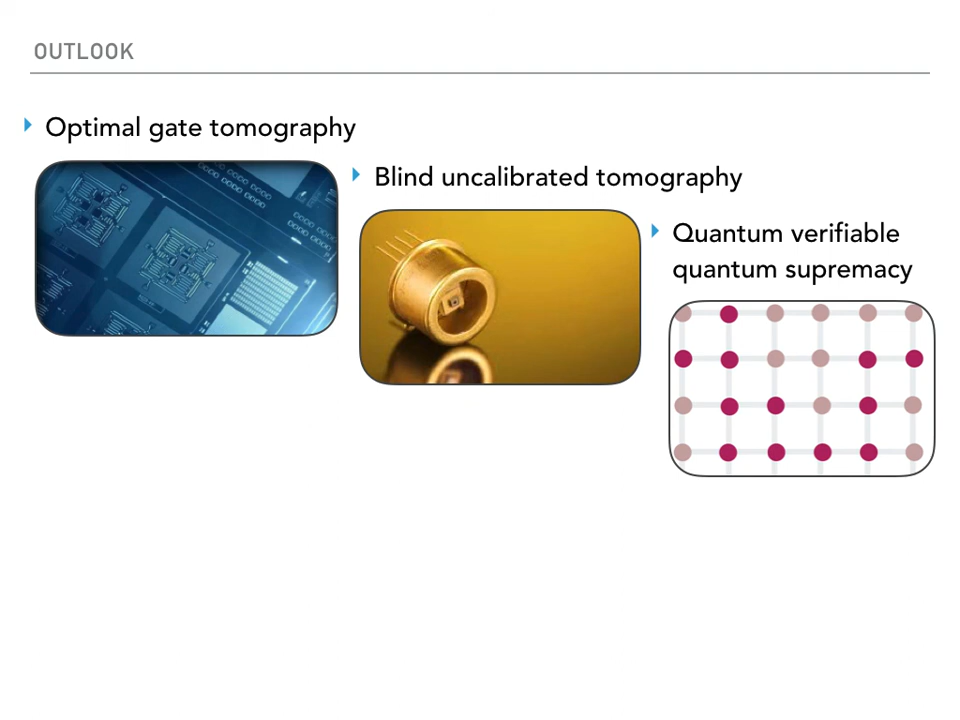 OUTLOOK
Optimal gate tomography
Blind uncalibrated tomography
Quantum verifiable
quantum supremacy